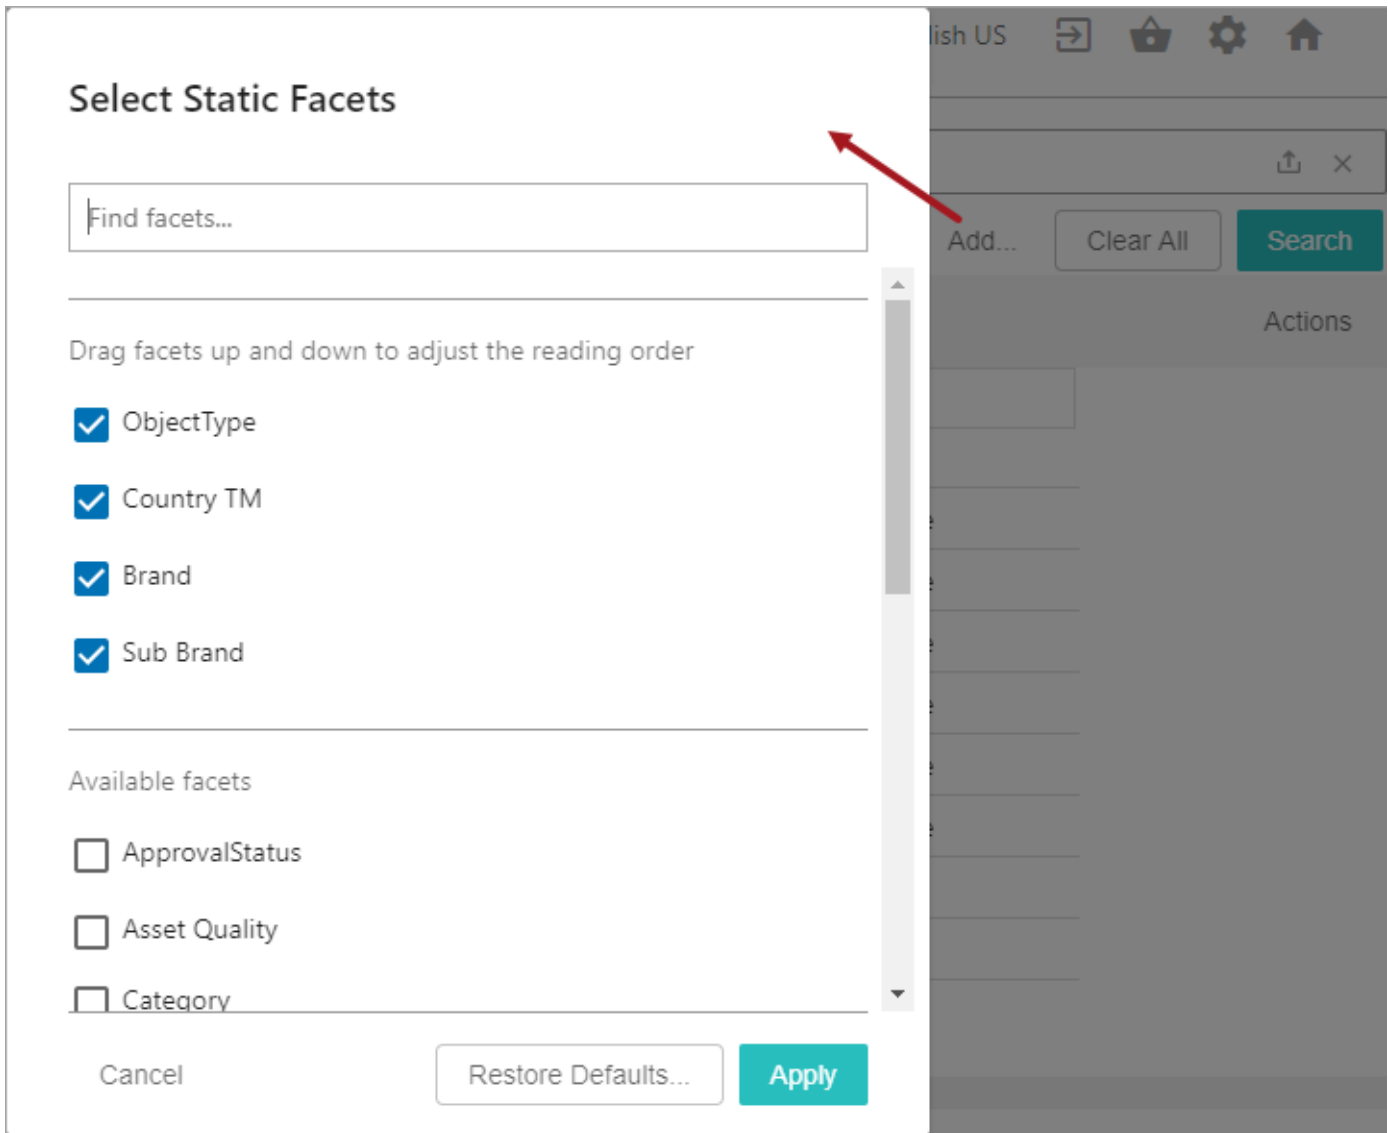 lish US
Select Static Facets
Find facets...
Add...
Clear All
Search
Actions
Drag facets up and down to adjust the reading order
ObjectType
Country TM
Brand
Sub Brand
Available facets
ApprovalStatus
Asset Quality
Category
Cancel
Restore Defaults...
Apply